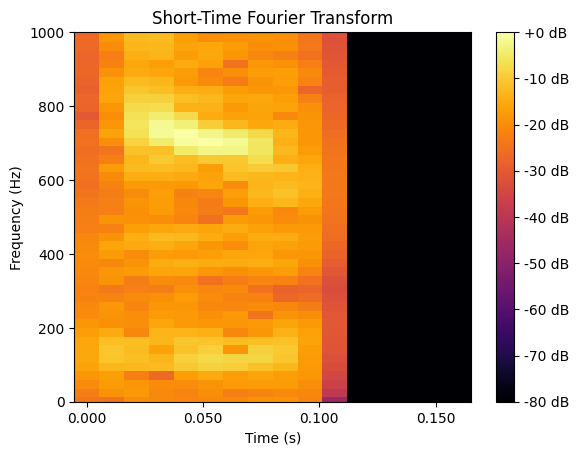 Short-Time Fourier Transform
Frequency (Hz)
1000
800
600
400
200
0
0.000
0.050
0.100
0.150
Time (s)
+0 dB
-10 dB
-20 dB
-30 dB
-40 dB
-50 dB
-60 dB
-70 dB
-80 dB